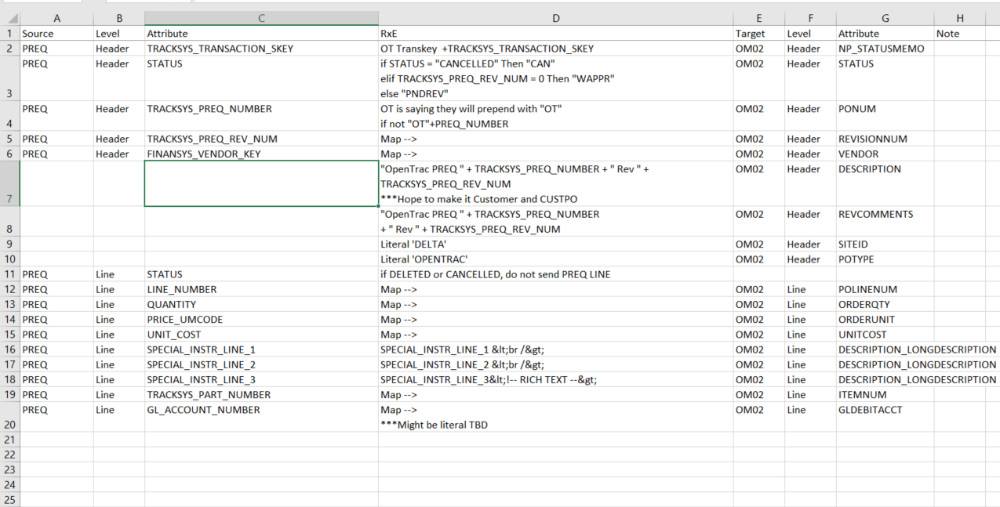 A B C D E F G H
1 Source Level Attribute RxE Target Level Attribute Note
2 PREQ Header TRACKSYS_TRANSACTION_SKEY OT Transkey  +TRACKSYS_TRANSACTION_SKEY OM02 Header NP_STATUSMEMO
PREQ Header STATUS if STATUS = "CANCELLED" Then "CAN" OM02 Header STATUS
elif TRACKSYS_PREQ_REV_NUM = 0 Then "WAPPR"
3 else "PNDREV"
PREQ Header TRACKSYS_PREQ_NUMBER OT is saying they will prepend with "OT" OM02 Header PONUM
4 if not "OT"+PREQ_NUMBER
5 PREQ Header TRACKSYS_PREQ_REV_NUM Map --> OM02 Header REVISIONNUM
6 PREQ Header FINANSYS_VENDOR_KEY Map --> OM02 Header VENDOR
"OpenTrac PREQ " + TRACKSYS_PREQ_NUMBER + " Rev " + OM02 Header DESCRIPTION
TRACKSYS_PREQ_REV_NUM
7 ***Hope to make it Customer and CUSTPO
"OpenTrac PREQ " + TRACKSYS_PREQ_NUMBER OM02 Header REVCOMMENTS
8 + " Rev " + TRACKSYS_PREQ_REV_NUM
9 Literal 'DELTA' OM02 Header SITEID
10 Literal 'OPENTRAC' OM02 Header POTYPE
11 PREQ Line STATUS if DELETED or CANCELLED, do not send PREQ LINE
12 PREQ Line LINE_NUMBER Map --> OM02 Line POLINENUM
13 PREQ Line QUANTITY Map --> OM02 Line ORDERQTY
14 PREQ Line PRICE_UMCODE Map --> OM02 Line ORDERUNIT
15 PREQ Line UNIT_COST Map --> OM02 Line UNITCOST
16 PREQ Line SPECIAL_INSTR_LINE_1 SPECIAL_INSTR_LINE_1 &lt;br /&gt; OM02 Line DESCRIPTION_LONGDESCRIPTION
17 PREQ Line SPECIAL_INSTR_LINE_2 SPECIAL_INSTR_LINE_2 &lt;br /&gt; OM02 Line DESCRIPTION_LONGDESCRIPTION
18 PREQ Line SPECIAL_INSTR_LINE_3 SPECIAL_INSTR_LINE_3&lt;!-- RICH TEXT --&gt; OM02 Line DESCRIPTION_LONGDESCRIPTION
19 PREQ Line TRACKSYS_PART_NUMBER Map --> OM02 Line ITEMNUM
PREQ Line GL_ACCOUNT_NUMBER Map --> OM02 Line GLDEBITACCT
20 ***Might be literal TBD
21
22
23
24
25